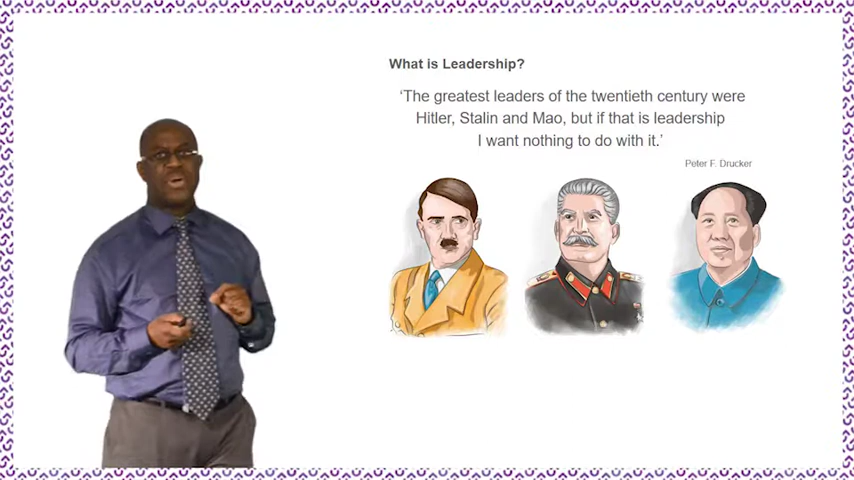 What is Leadership?
‘The greatest leaders of the twentieth century were
Hitler, Stalin and Mao, but if that is leadership
I want nothing to do with it.’
Peter F. Drucker